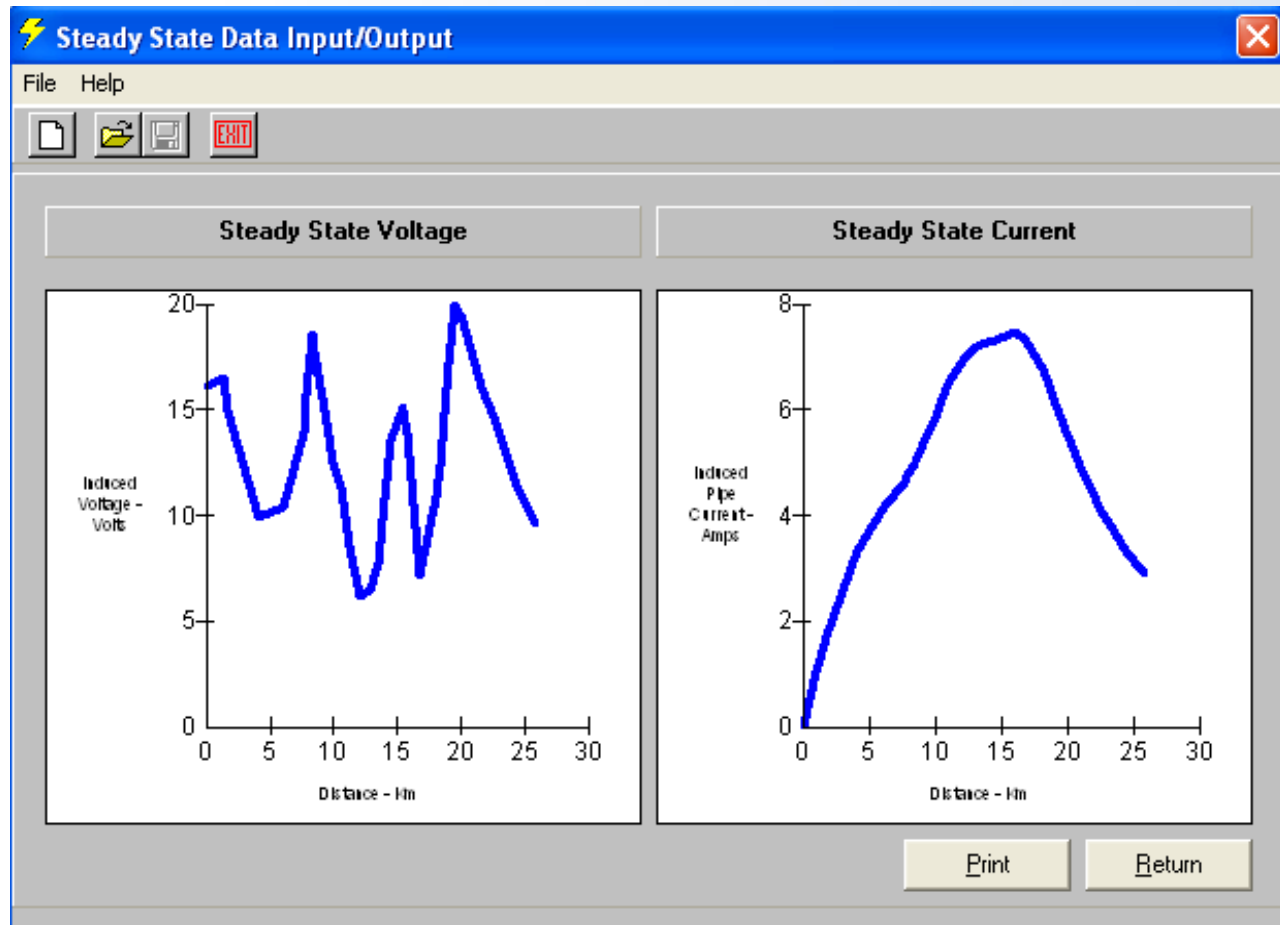 Steady State Data Input/Output
File Help
EXIT
Steady State Voltage
20
15
10
5
0
0 5 10 15 20 25 30
Induced
Voltage -
Volts
Distance - km
Steady State Current
8
6
4
2
0
0 5 10 15 20 25 30
Induced
Pipe
Current-
Amps
Distance - km
Print Return